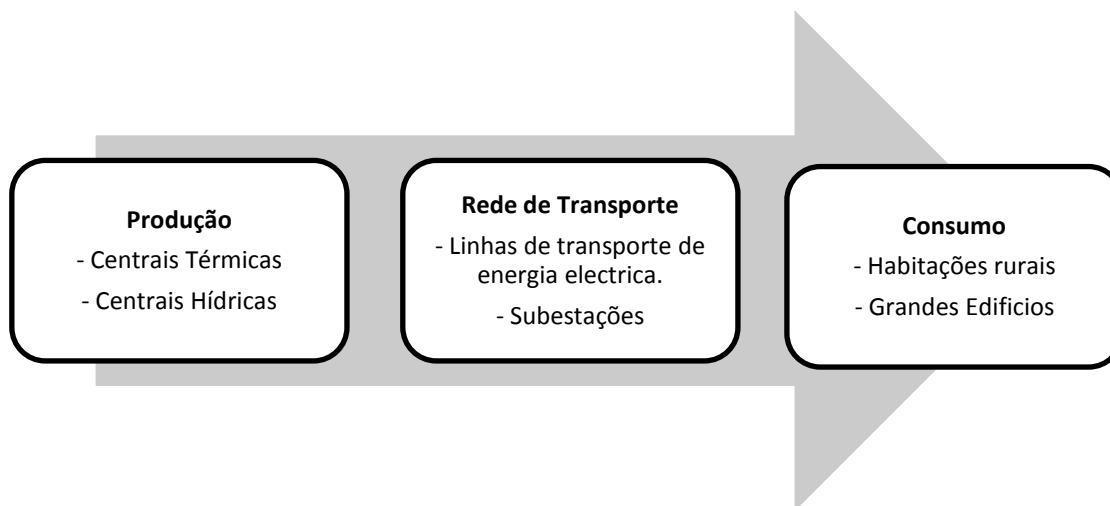 Produção
- Centrais Térmicas
- Centrais Hídricas
Rede de Transporte
- Linhas de transporte de
energia electrica.
- Subestações
Consumo
- Habitações rurais
- Grandes Edificios